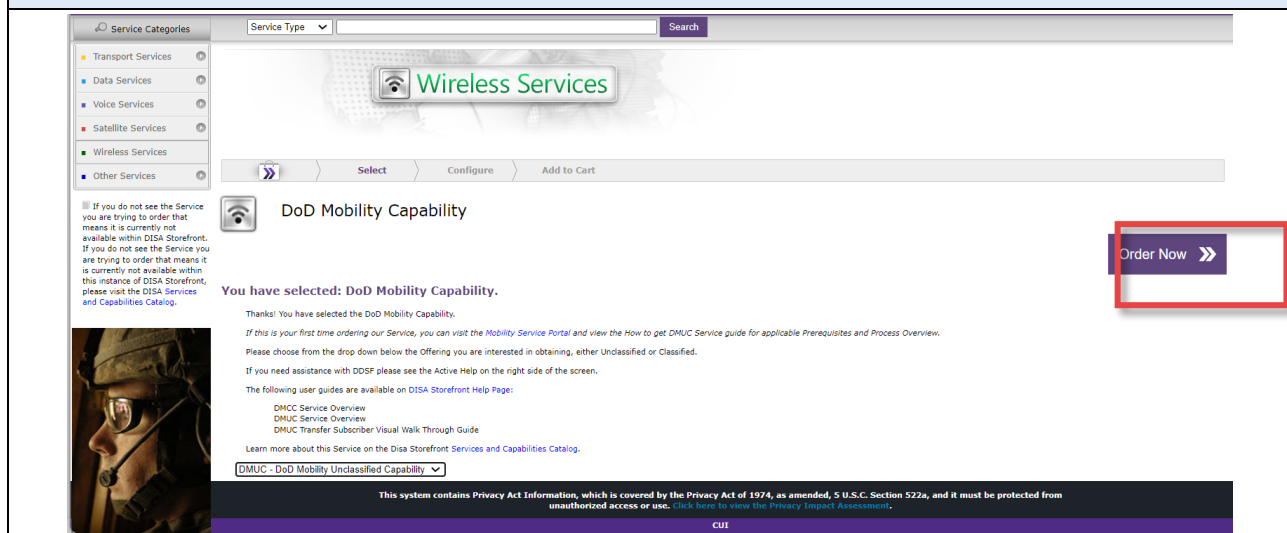 Service Categories
Service Type
Search
Transport Services
Data Services
Voice Services
Satellite Services
Wireless Services
Other Services
If you do not see the Service
you are trying to order that
means it is currently not
available within DISA Storefront.
If you do not see the Service you
are trying to order that means it
is currently not available within
this instance of DISA Storefront,
please visit the DISA Services
and Capabilities Catalog.
Wireless Services
Select
Configure
Add to Cart
DoD Mobility Capability
Order Now
You have selected: DoD Mobility Capability.
Thanks! You have selected the DoD Mobility Capability.
If this is your first time ordering our Service, you can visit the Mobility Service Portal and view the How to get DMUC Service guide for applicable Prerequisites and Process Overview.
Please choose from the drop down below the Offering you are interested in obtaining, either Unclassified or Classified.
If you need assistance with DDSF please see the Active Help on the right side of the screen.
The following user guides are available on DISA Storefront Help Page:
DMCC Service Overview
DMUC Service Overview
DMUC Transfer Subscriber Visual Walk Through Guide
Learn more about this Service on the Disa Storefront Services and Capabilities Catalog.
DMUC - DoD Mobility Unclassified Capability
This system contains Privacy Act Information, which is covered by the Privacy Act of 1974, as amended, 5 U.S.C. Section 522a, and it must be protected from
unauthorized access or use. Click here to view the Privacy Impact Assessment.
CUI